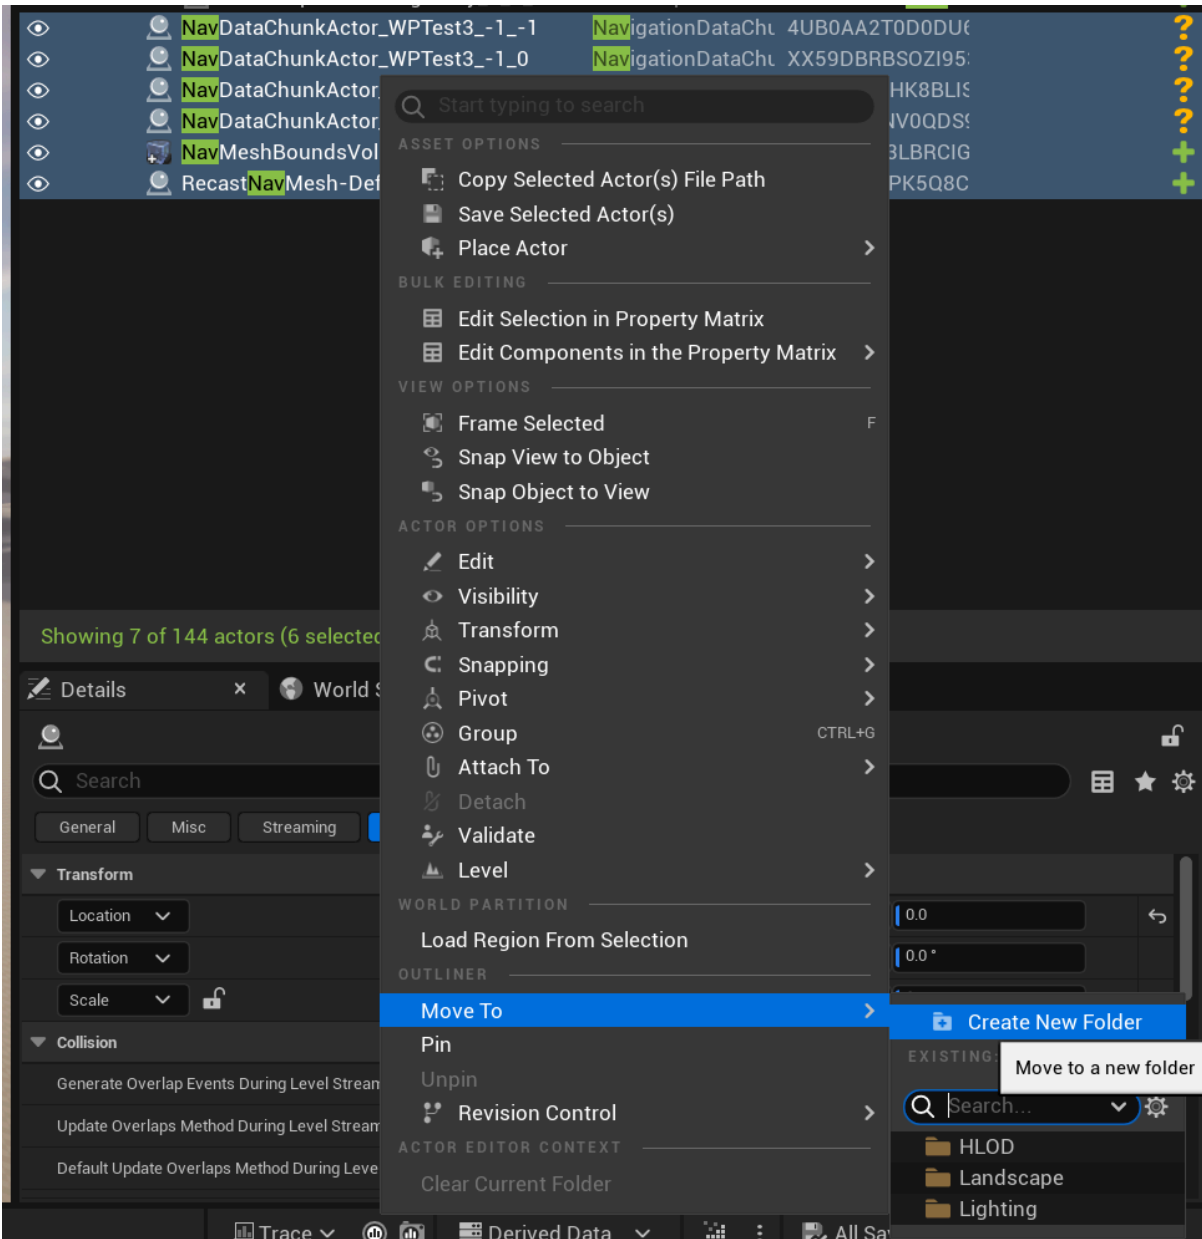 NavDataChunkActor_WPTest3_-1_-1 NavigationDataChu 4UB0AA2T0D0DU6
NavDataChunkActor_WPTest3_-1_0 NavigationDataChu XX59DBRBSOZI95
NavDataChunkActor HK8BLIS
NavDataChunkActor NV0QDS9
NavMeshBoundsVol 3LBRCIG
RecastNavMesh-Def PK5Q8C
Start typing to search
ASSET OPTIONS
Copy Selected Actor(s) File Path
Save Selected Actor(s)
Place Actor
BULK EDITING
Edit Selection in Property Matrix
Edit Components in the Property Matrix
VIEW OPTIONS
Frame Selected F
Snap View to Object
Snap Object to View
ACTOR OPTIONS
Edit
Visibility
Transform
Snapping
Pivot
Group CTRL+G
Attach To
Detach
Validate
Level
WORLD PARTITION
Load Region From Selection
OUTLINER
Move To
Pin
Unpin
Revision Control
ACTOR EDITOR CONTEXT
Clear Current Folder
Create New Folder
EXISTING:
Move to a new folder
Search...
HLOD
Landscape
Lighting
Showing 7 of 144 actors (6 selected
Details World S
Search
General Misc Streaming
Transform
Location 0.0
Rotation 0.0 °
Scale
Collision
Generate Overlap Events During Level Stream
Update Overlaps Method During Level Stream
Default Update Overlaps Method During Leve
Trace Derived Data All Sa